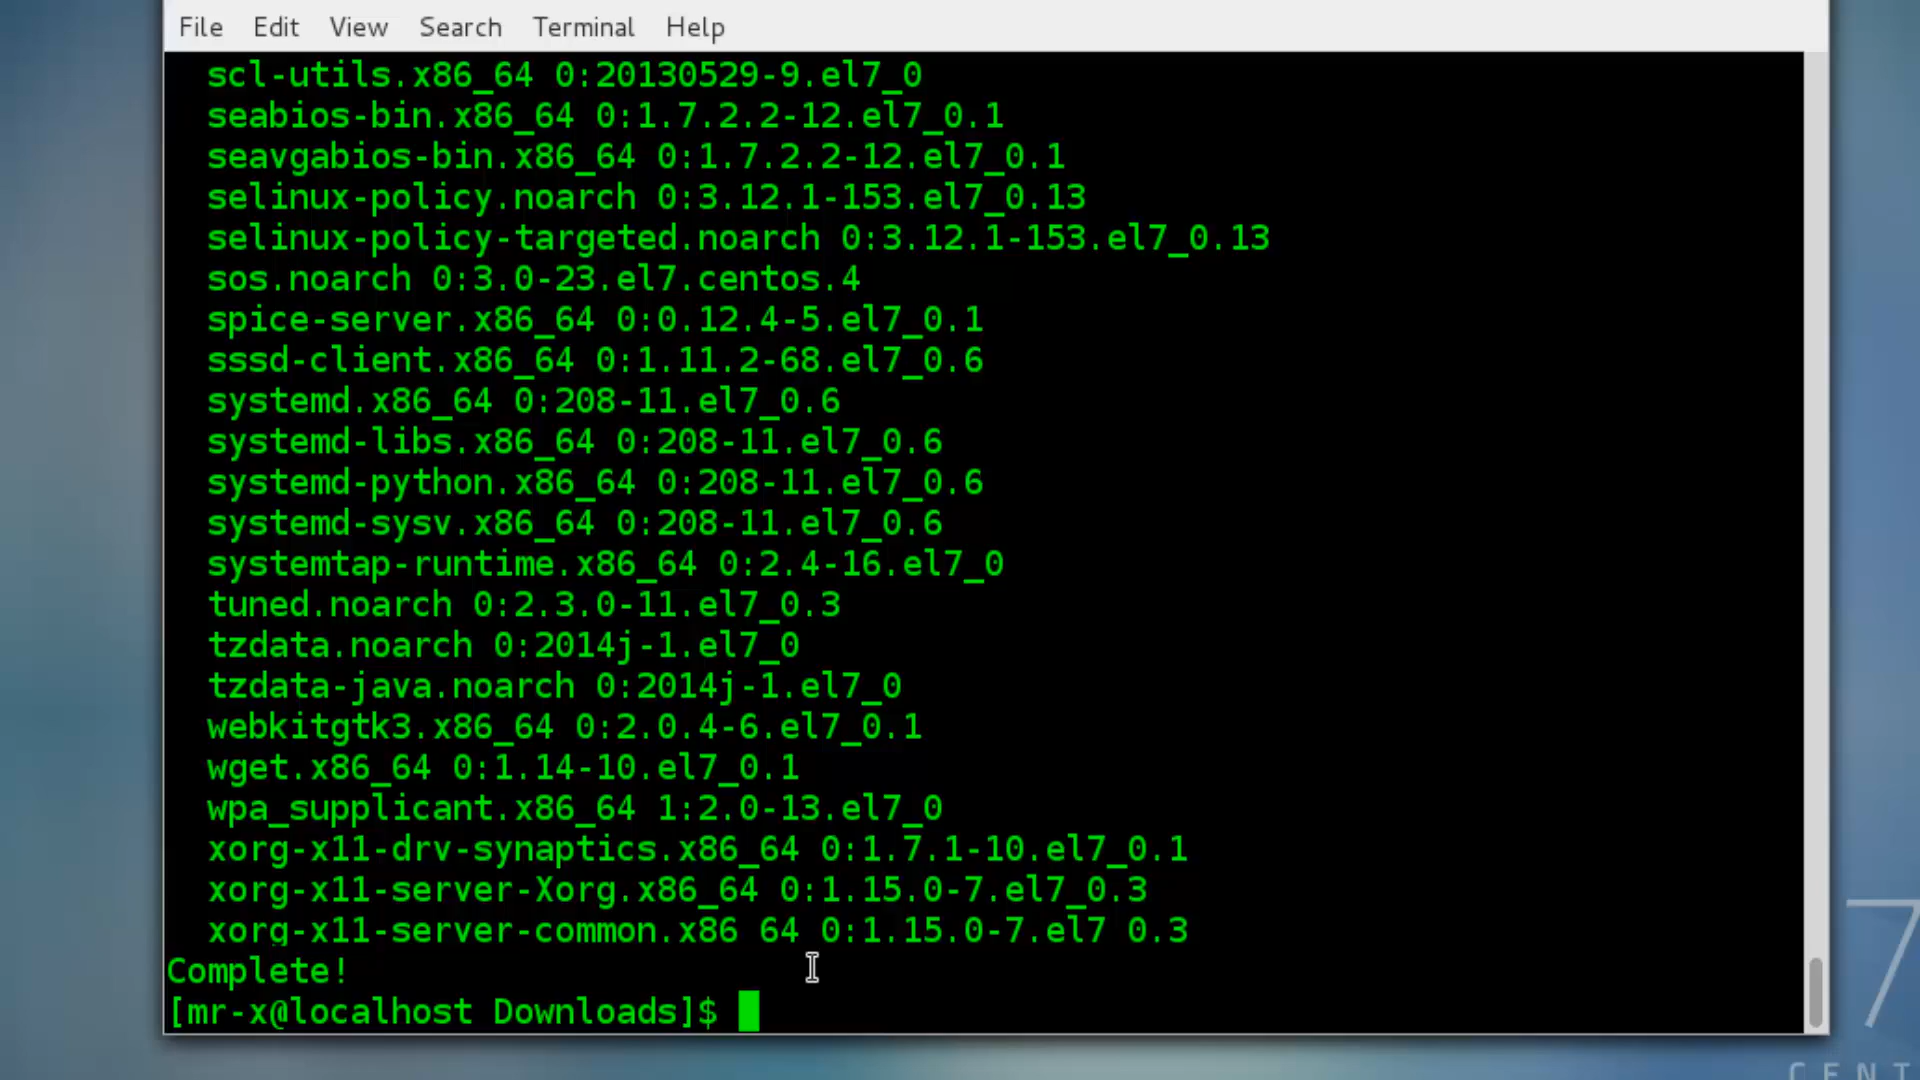 File Edit View Search Terminal Help
scl-utils.x86_64 0:20130529-9.el7_0
seabios-bin.x86_64 0:1.7.2.2-12.el7_0.1
seavgabios-bin.x86_64 0:1.7.2.2-12.el7_0.1
selinux-policy.noarch 0:3.12.1-153.el7_0.13
selinux-policy-targeted.noarch 0:3.12.1-153.el7_0.13
sos.noarch 0:3.0-23.el7.centos.4
spice-server.x86_64 0:0.12.4-5.el7_0.1
sssd-client.x86_64 0:1.11.2-68.el7_0.6
systemd.x86_64 0:208-11.el7_0.6
systemd-libs.x86_64 0:208-11.el7_0.6
systemd-python.x86_64 0:208-11.el7_0.6
systemd-sysv.x86_64 0:208-11.el7_0.6
systemtap-runtime.x86_64 0:2.4-16.el7_0
tuned.noarch 0:2.3.0-11.el7_0.3
tzdata.noarch 0:2014j-1.el7_0
tzdata-java.noarch 0:2014j-1.el7_0
webkitgtk3.x86_64 0:2.0.4-6.el7_0.1
wget.x86_64 0:1.14-10.el7_0.1
wpa_supplicant.x86_64 1:2.0-13.el7_0
xorg-x11-drv-synaptics.x86_64 0:1.7.1-10.el7_0.1
xorg-x11-server-Xorg.x86_64 0:1.15.0-7.el7_0.3
xorg-x11-server-common.x86 64 0:1.15.0-7.el7 0.3
Complete!
[mr-x@localhost Downloads]$
7
CENT